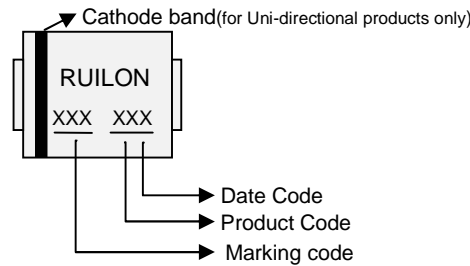 Cathode band(for Uni-directional products only)
RUILON
XXX XXX
Date Code
Product Code
Marking code